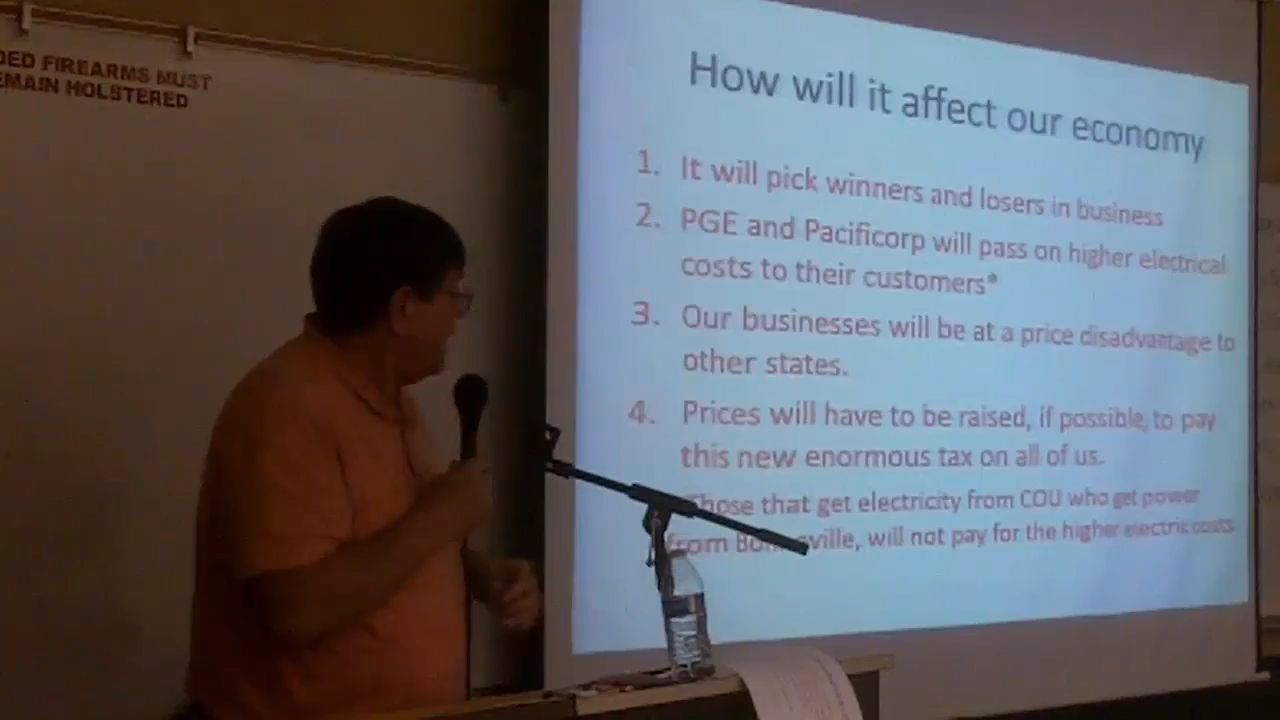 DED FIREARMS MUST
EMAIN HOLSTERED
How will it affect our economy
1. It will pick winners and losers in business
2. PGE and Pacificorp will pass on higher electrical
costs to their customers*
3. Our businesses will be at a price disadvantage to
other states.
4. Prices will have to be raised, if possible, to pay
this new enormous tax on all of us.
Those that get electricity from COU who get power
from ville, will not pay for the higher electric costs